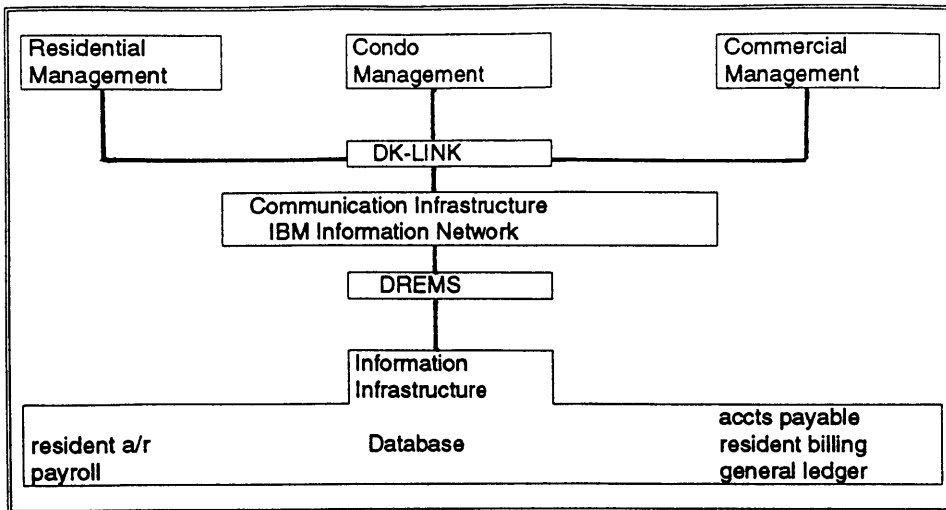 Residential
Management
Condo
Management
Commercial
Management
DK-LINK
Communication Infrastructure
IBM Information Network
DREMS
Information
Infrastructure
resident a/r
payroll
Database
accts payable
resident billing
general ledger